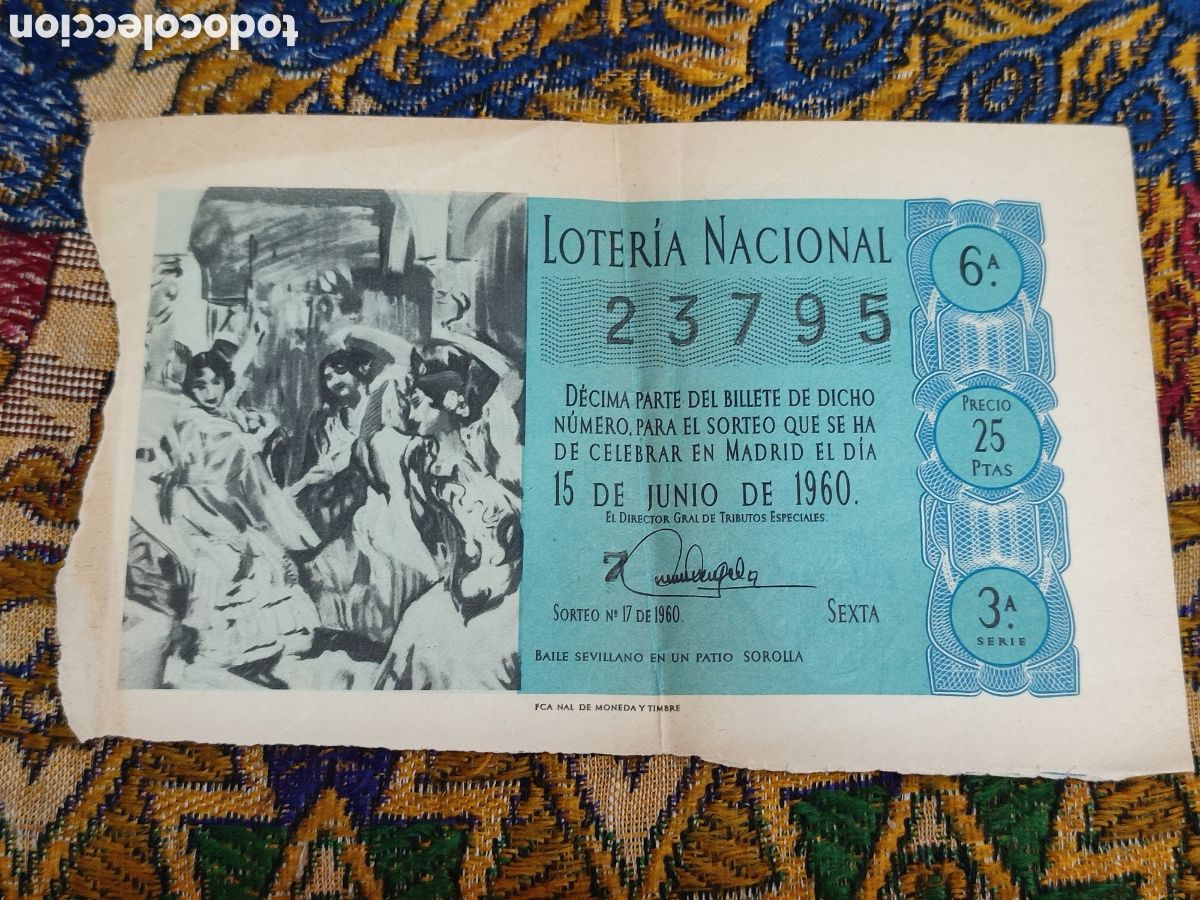 todocoleccion
LOTERÍA NACIONAL
23795
DÉCIMA PARTE DEL BILLETE DE DICHO
NÚMERO, PARA EL SORTEO QUE SE HA
DE CELEBRAR EN MADRID EL DÍA
15 DE JUNIO DE 1960.
EL DIRECTOR GRAL DE TRIBUTOS ESPECIALES.
7
SORTEO Nº 17 DE 1960. SEXTA
BAILE SEVILLANO EN UN PATIO SOROLLA
FCA NAL DE MONEDA Y TIMBRE
6ª.
PRECIO
25
PTAS
3ª.
SERIE